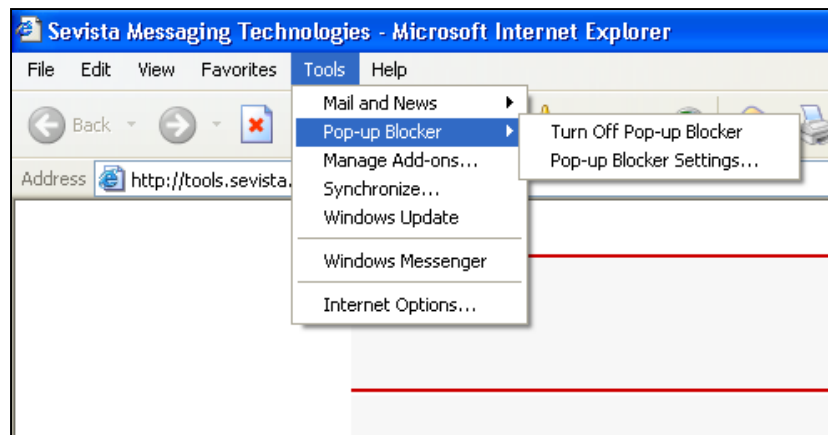 Sevista Messaging Technologies - Microsoft Internet Explorer
File Edit View Favorites Tools Help
Back
Address http://tools.sevista.
Mail and News
Pop-up Blocker
Manage Add-ons...
Synchronize...
Windows Update
Windows Messenger
Internet Options...
Turn Off Pop-up Blocker
Pop-up Blocker Settings...